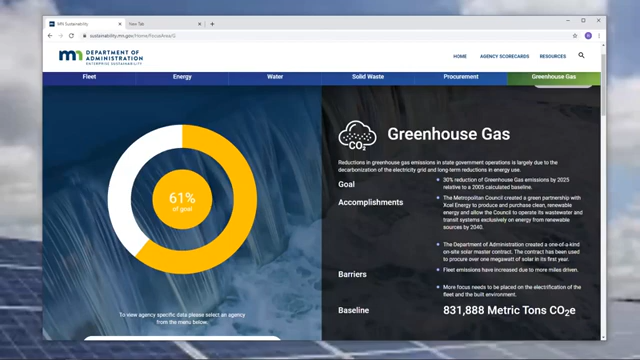 MN Sustainability
New Tab
sustainability.mn.gov/Home/FocusArea/G
mn DEPARTMENT OF
ADMINISTRATION
ENTERPRISE SUSTAINABILITY
HOME AGENCY SCORECARDS RESOURCES
Fleet Energy Water Solid Waste Procurement Greenhouse Gas
61%
of goal
To view agency specific data please select an agency
from the menu below.
CO2
Greenhouse Gas
Reductions in greenhouse gas emissions in state government operations is largely due to the
decarbonization of the electricity grid and long-term reductions in energy use.
Goal
30% reduction of Greenhouse Gas emissions by 2025
relative to a 2005 calculated baseline.
Accomplishments
The Metropolitan Council created a green partnership with
Xcel Energy to produce and purchase clean, renewable
energy and allow the Council to operate its wastewater and
transit systems exclusively on energy from renewable
sources by 2040.
The Department of Administration created a one-of-a-kind
on-site solar master contract. The contract has been used
to procure over one megawatt of solar in its first year.
Barriers
Fleet emissions have increased due to more miles driven.
More focus needs to be placed on the electrification of the
fleet and the built environment.
Baseline
831,888 Metric Tons CO2e